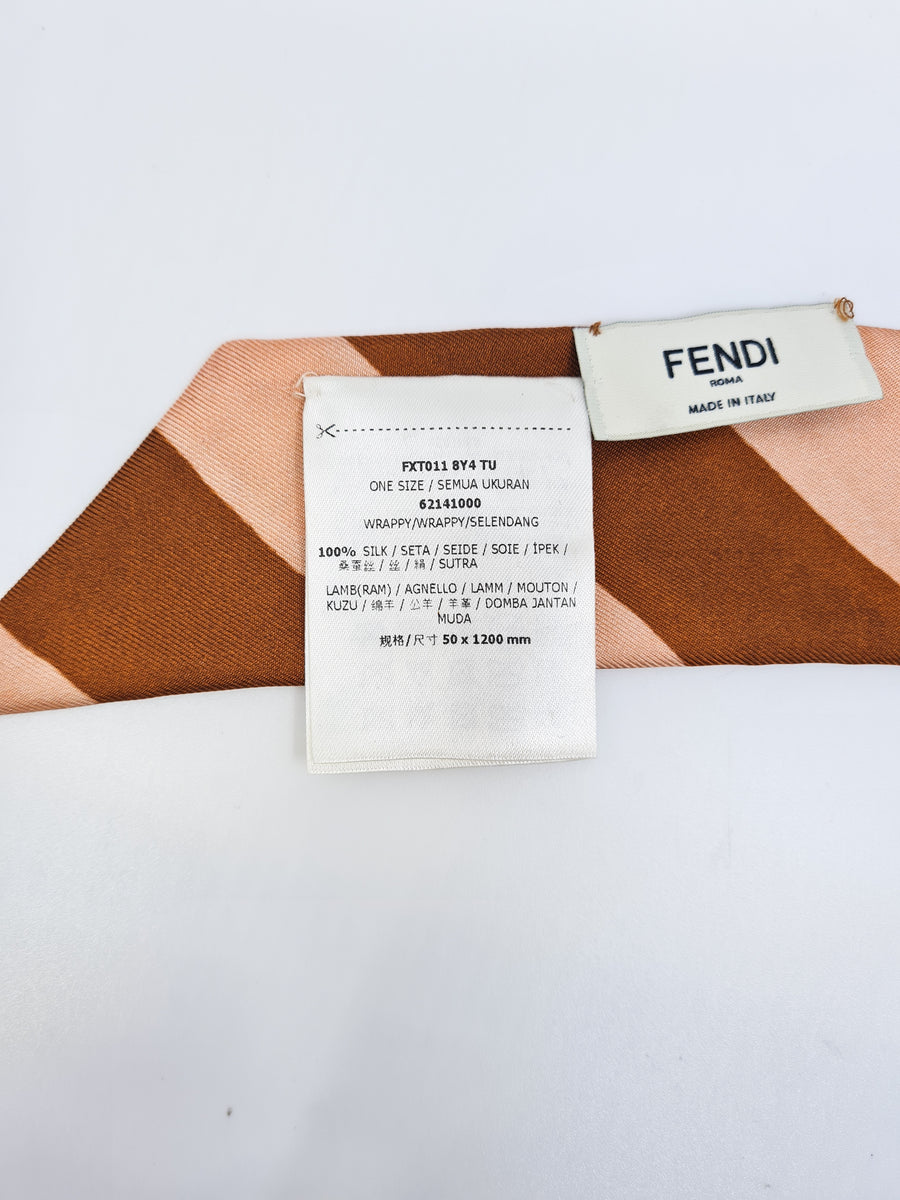 FENDI
ROMA
MADE IN ITALY
FXT011 8Y4 TU
ONE SIZE / SEMUA UKURAN
62141000
WRAPPY/WRAPPY/SELENDANG
100% SILK / SETA / SEIDE / SOIE / İPEK /
桑蚕丝 / 丝 / 絹 / SUTRA
LAMB(RAM) / AGNELLO / LAMM / MOUTON /
KUZU / 绵羊 / 公羊 / 羊革 / DOMBA JANTAN
MUDA
规格/尺寸 50 x 1200 mm